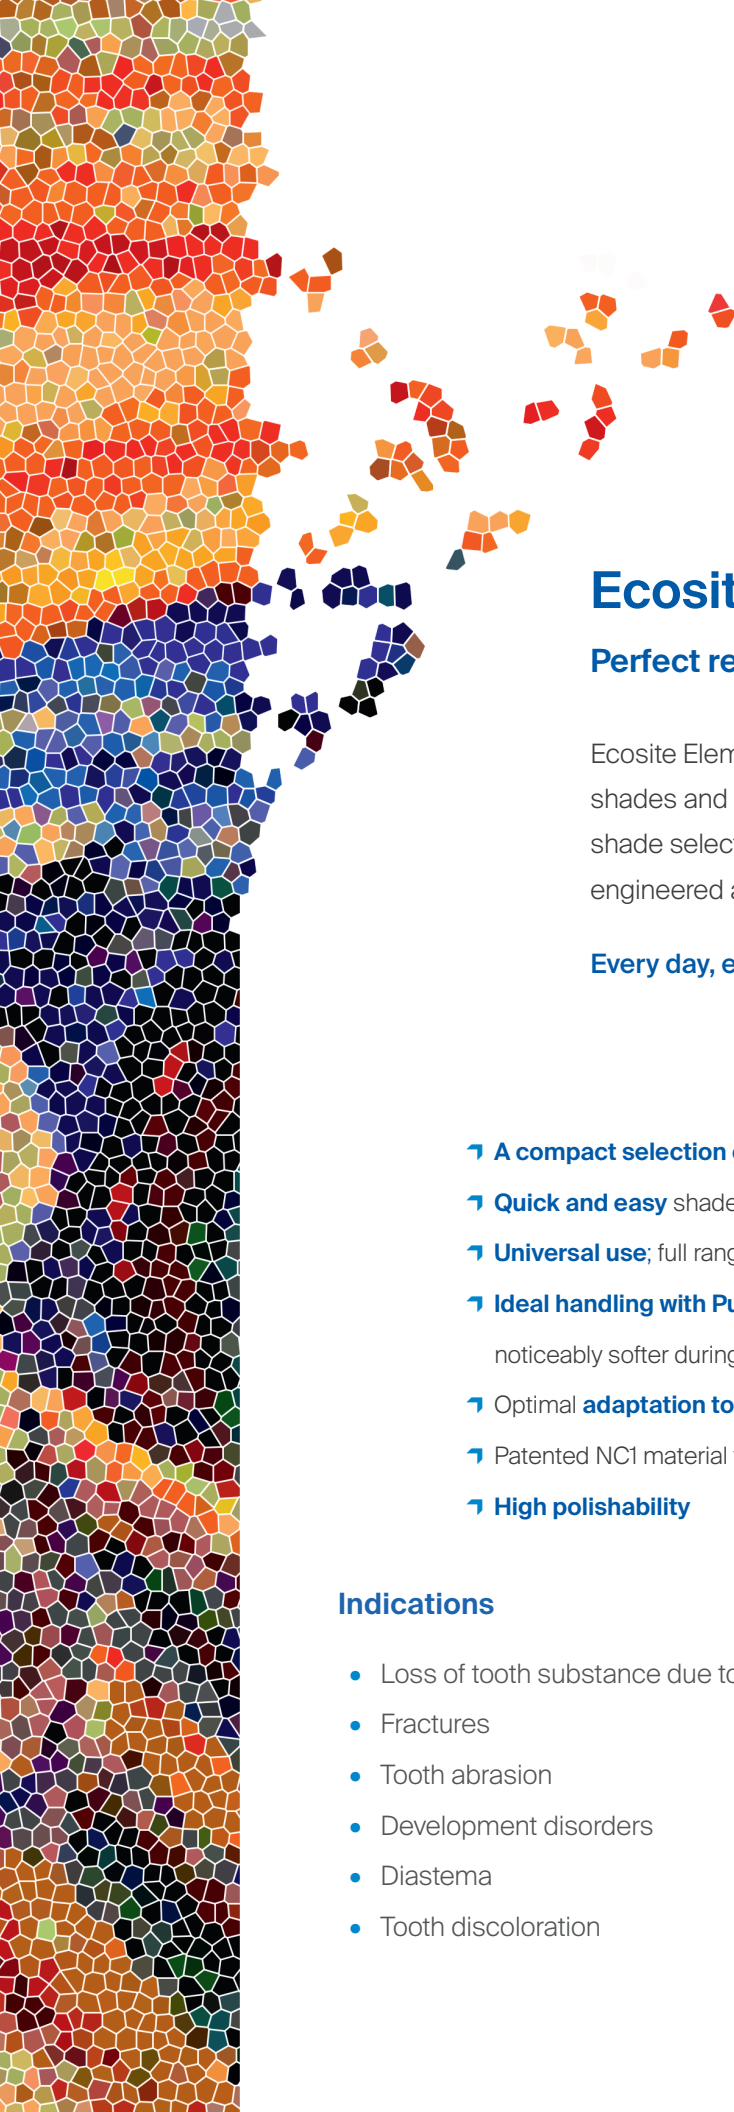 Ecosit
Perfect re
Ecosite Elem
shades and
shade select
engineered a
Every day, e
A compact selection
Quick and easy shade
Universal use; full rang
Ideal handling with Pu
noticeably softer during
Optimal adaptation to
Patented NC1 material
High polishability
Indications
• Loss of tooth substance due to
• Fractures
• Tooth abrasion
• Development disorders
• Diastema
• Tooth discoloration